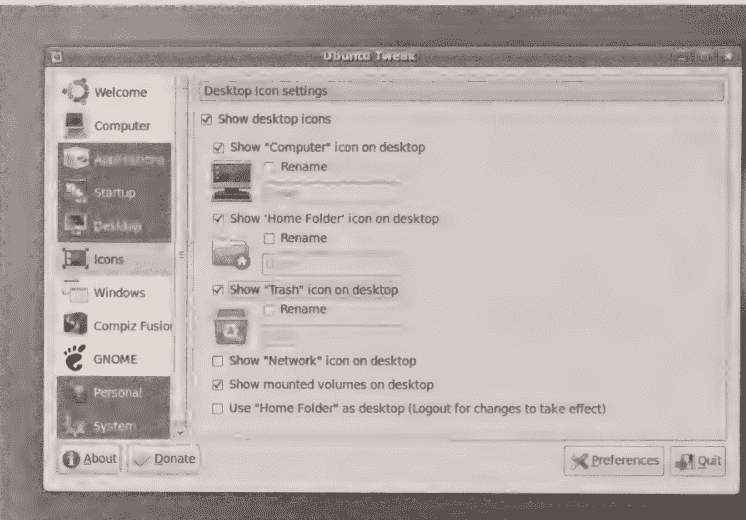 Ubuntu Tweak
Welcome
Computer
Applications
Startup
Desktop
Icons
Windows
Compiz Fusion
GNOME
Personal
System
Desktop Icon settings
Show desktop icons
Show "Computer" icon on desktop
Rename
Show 'Home Folder' icon on desktop
Rename
Show "Trash" icon on desktop
Rename
Show "Network" icon on desktop
Show mounted volumes on desktop
Use "Home Folder" as desktop (Logout for changes to take effect)
About
Donate
Preferences
Quit